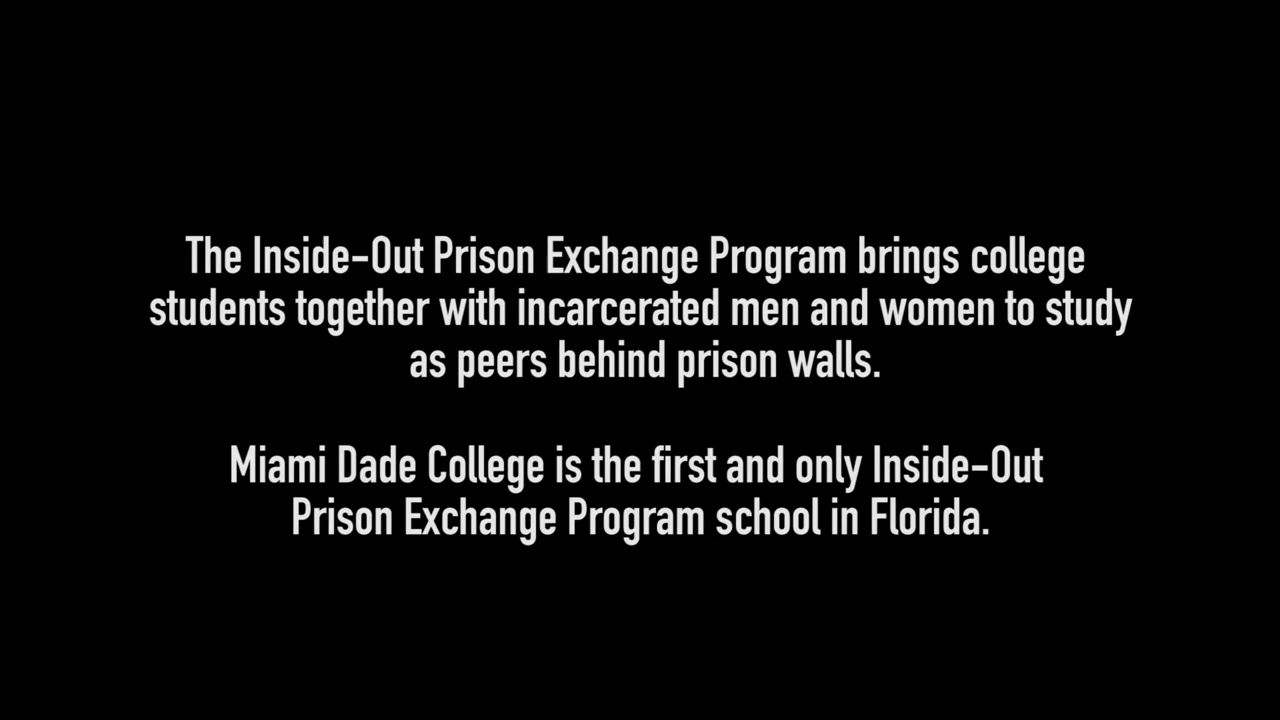 The Inside-Out Prison Exchange Program brings college
students together with incarcerated men and women to study
as peers behind prison walls.
Miami Dade College is the first and only Inside-Out
Prison Exchange Program school in Florida.